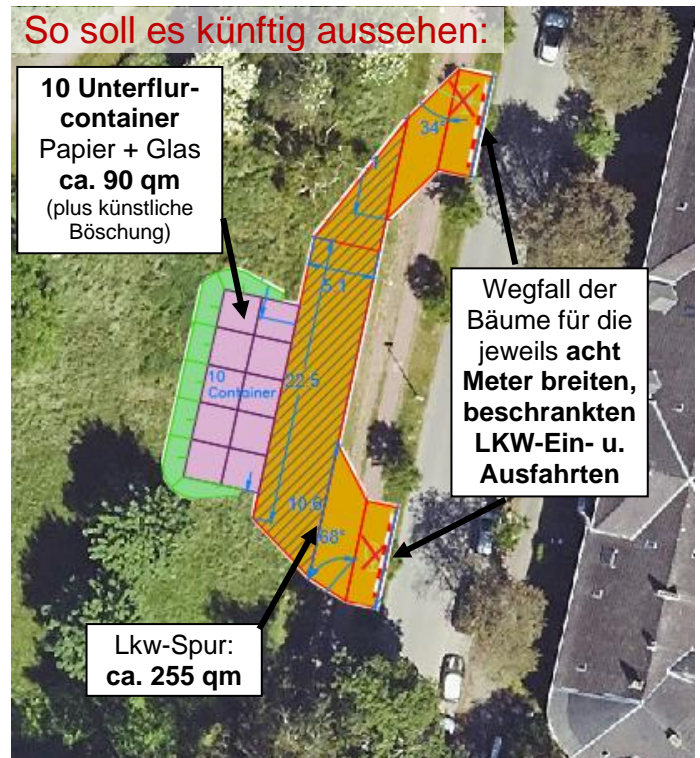 So soll es künftig aussehen:
10 Unterflur-
container
Papier + Glas
ca. 90 qm
(plus künstliche
Böschung)
34°
5.1
10
Container
22.5
Wegfall der
Bäume für die
jeweils acht
Meter breiten,
beschrankten
LKW-Ein- u.
Ausfahrten
10.6
68°
Lkw-Spur:
ca. 255 qm